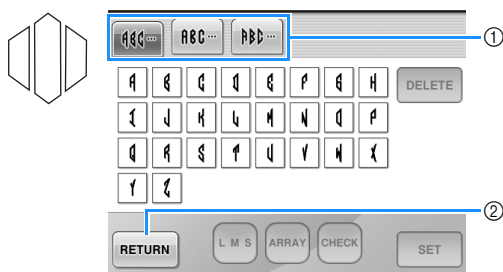 ABC... ABC... ABC... ①
A B C D E F G H DELETE
I J K L M N O P
Q R S T U V W X
Y Z
②
RETURN L M S ARRAY CHECK SET